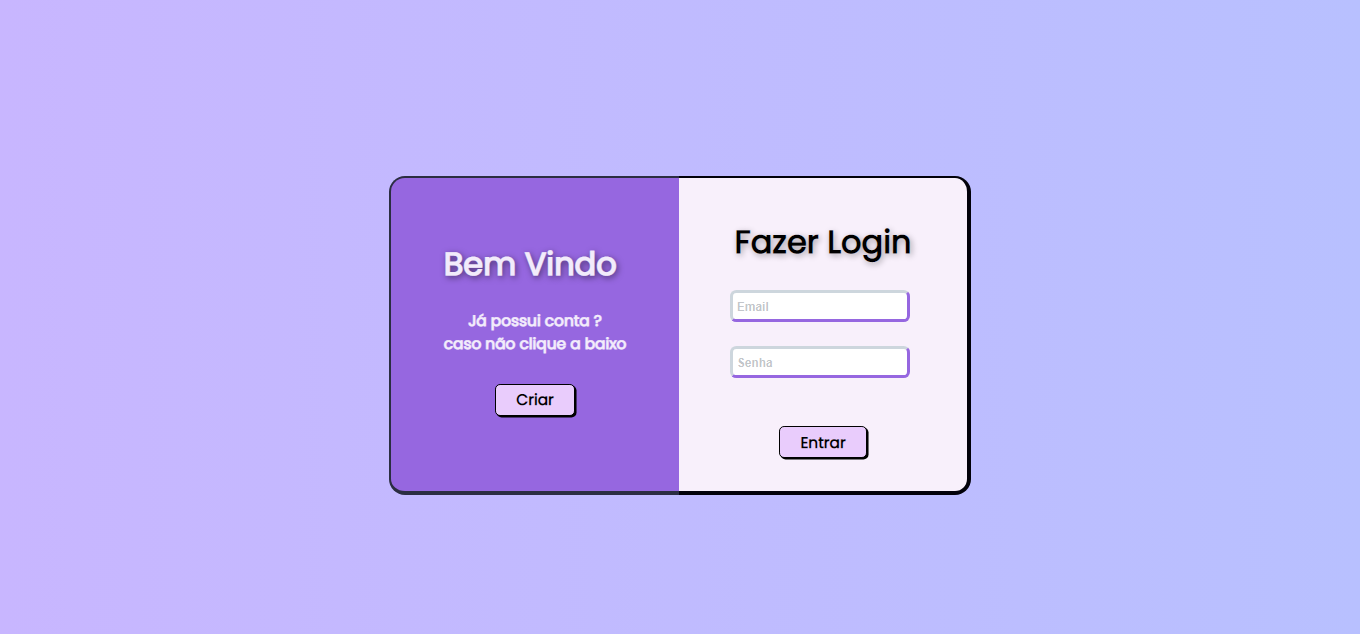 Bem Vindo
Já possui conta ?
caso não clique a baixo
Criar
Fazer Login
Email
Senha
Entrar